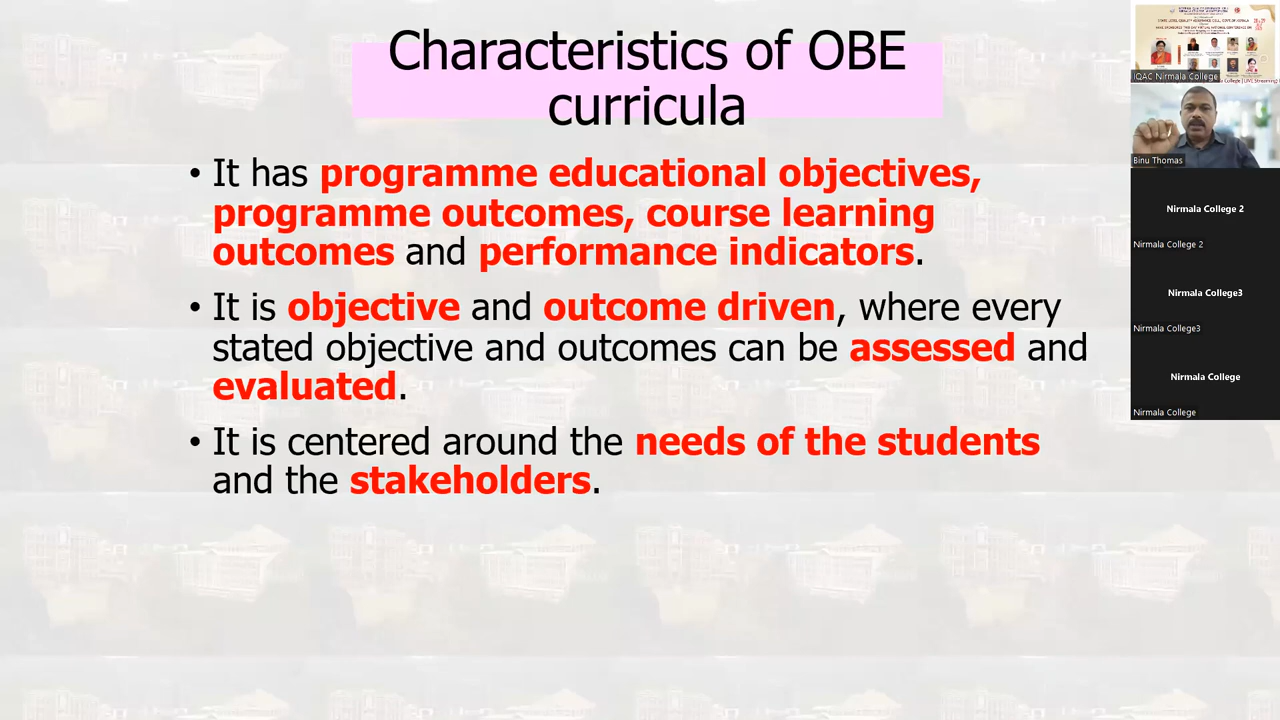 Characteristics of OBE
curricula
• It has programme educational objectives,
programme outcomes, course learning
outcomes and performance indicators.
• It is objective and outcome driven, where every
stated objective and outcomes can be assessed and
evaluated.
• It is centered around the needs of the students
and the stakeholders.
IQAC Nirmala College
Binu Thomas
Nirmala College 2
Nirmala College 2
Nirmala College3
Nirmala College3
Nirmala College
Nirmala College